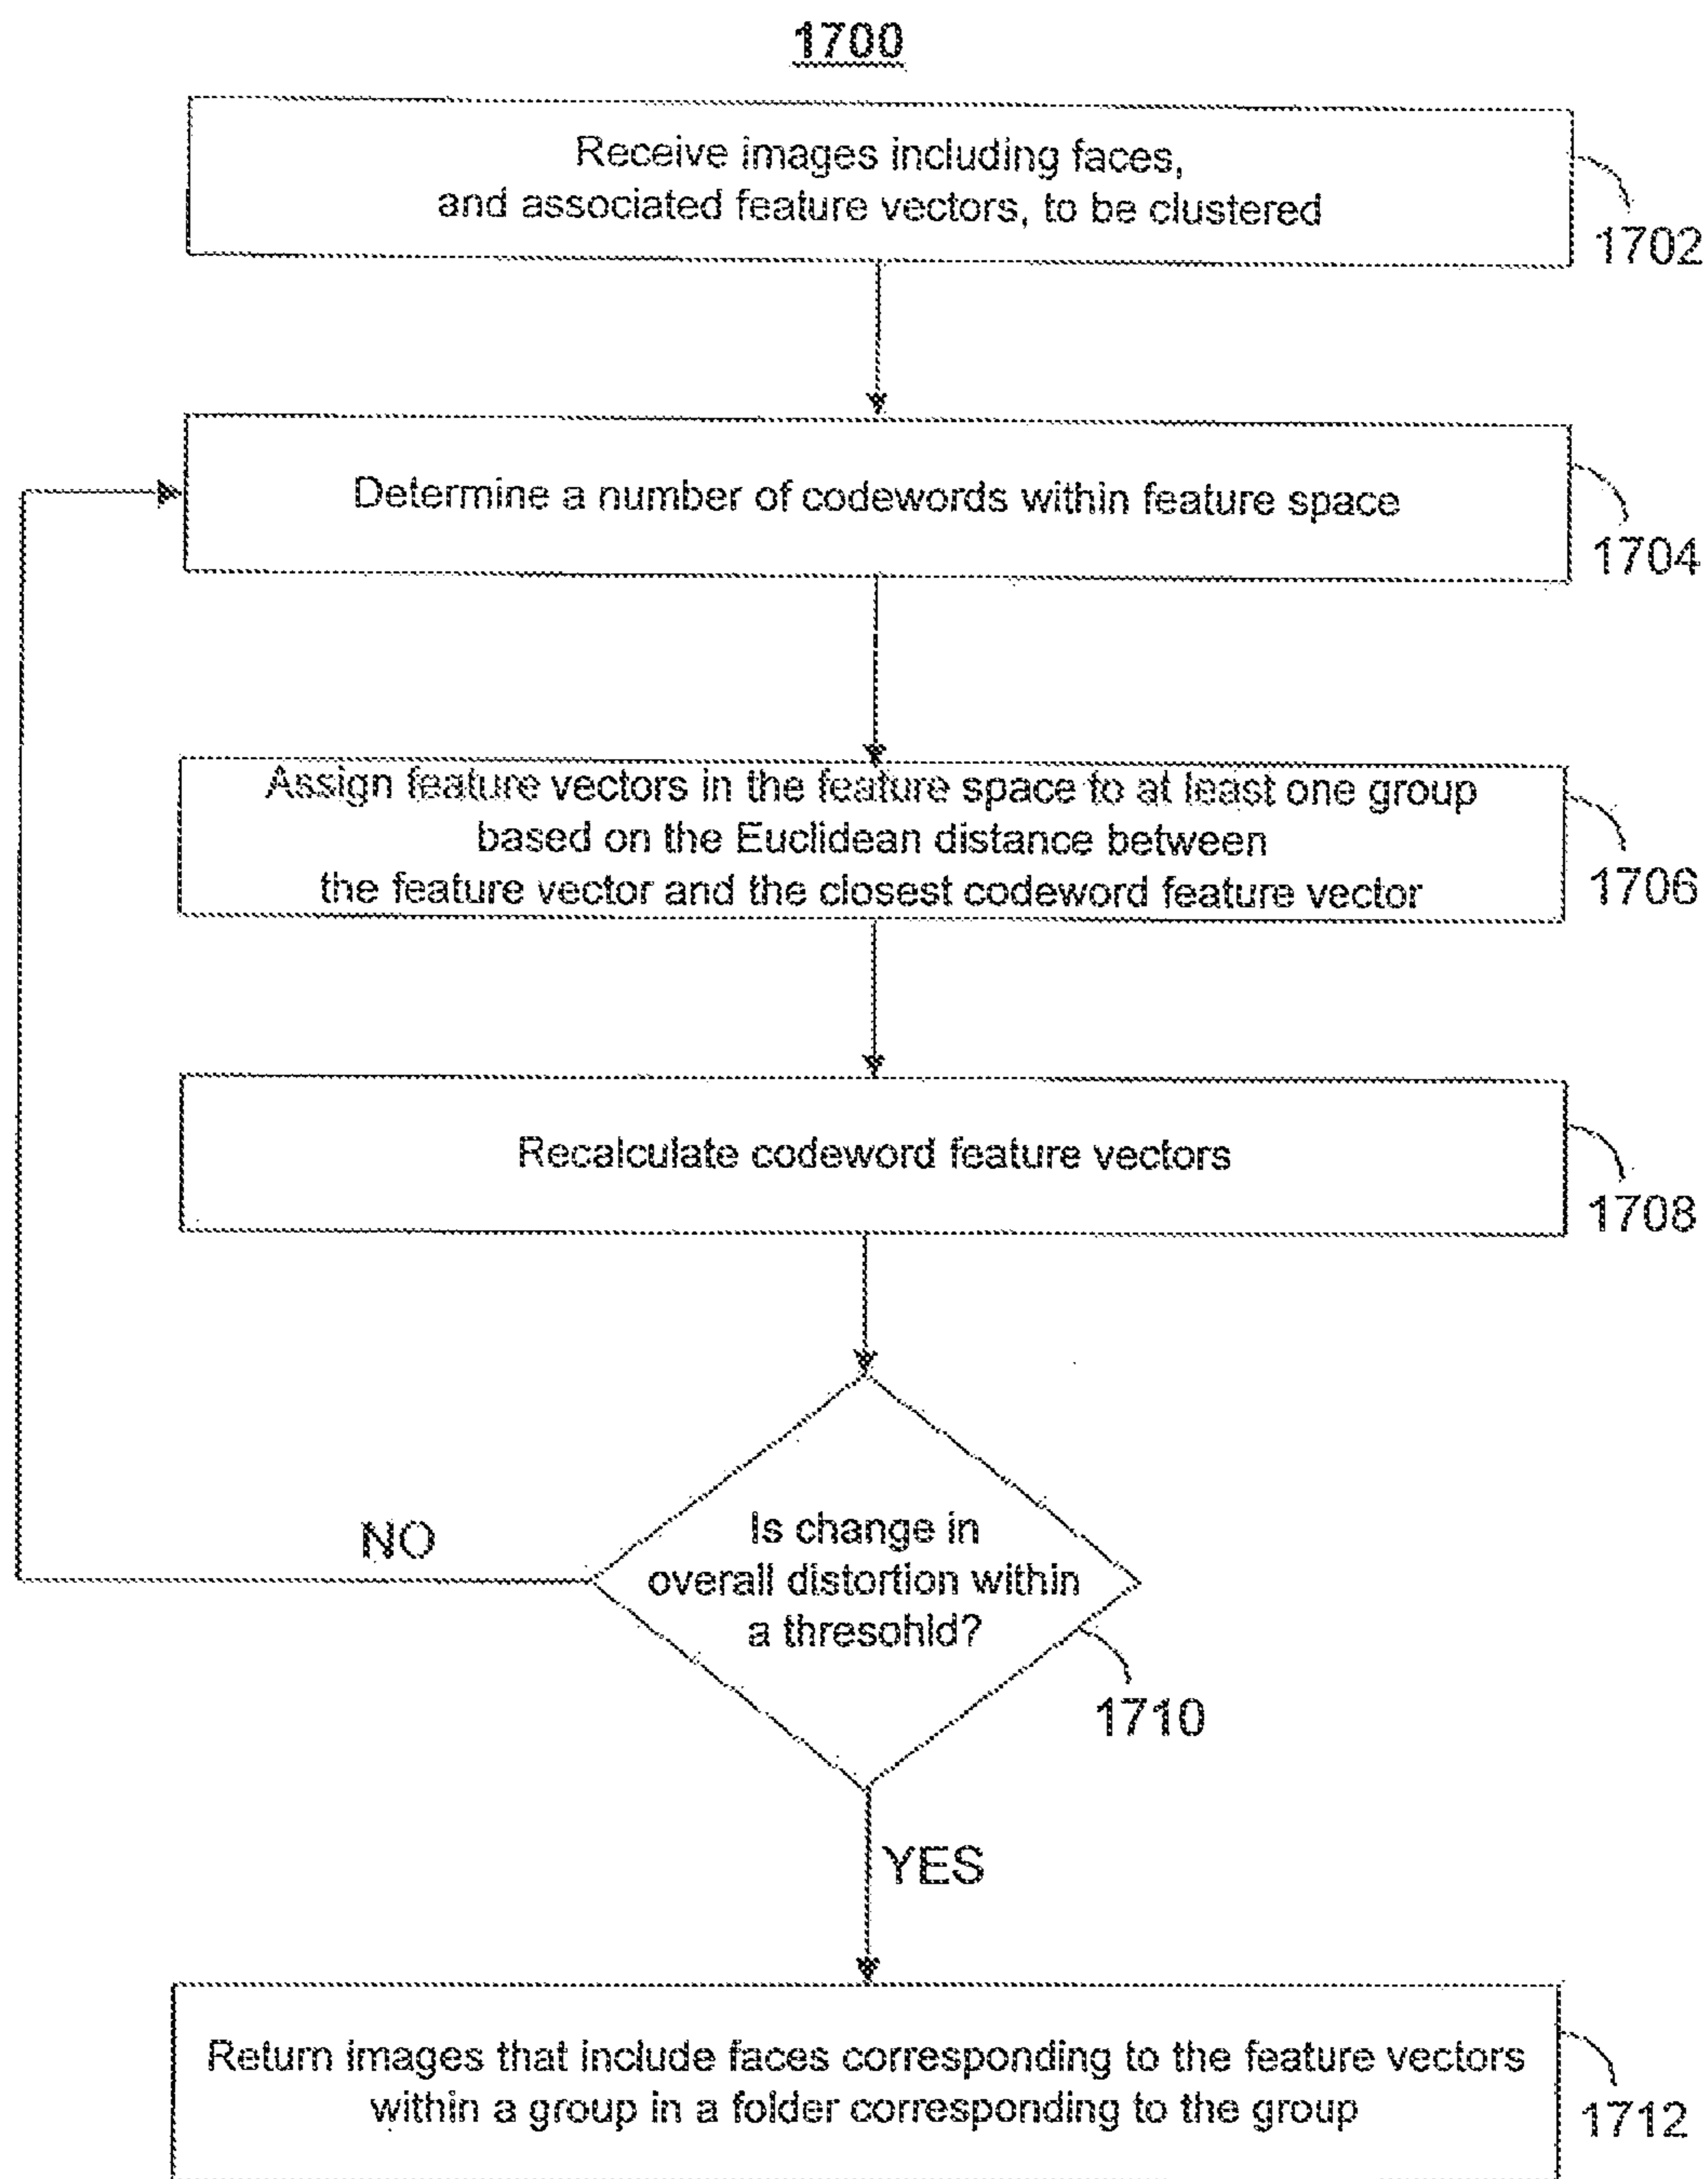 1700
Receive images including faces,
and associated feature vectors, to be clustered
1702
Determine a number of codewords within feature space
1704
Assign feature vectors in the feature space to at least one group
based on the Euclidean distance between
the feature vector and the closest codeword feature vector
1706
Recalculate codeword feature vectors
1708
Is change in
overall distortion within
a thresohld?
NO
1710
YES
Return images that include faces corresponding to the feature vectors
within a group in a folder corresponding to the group
1712